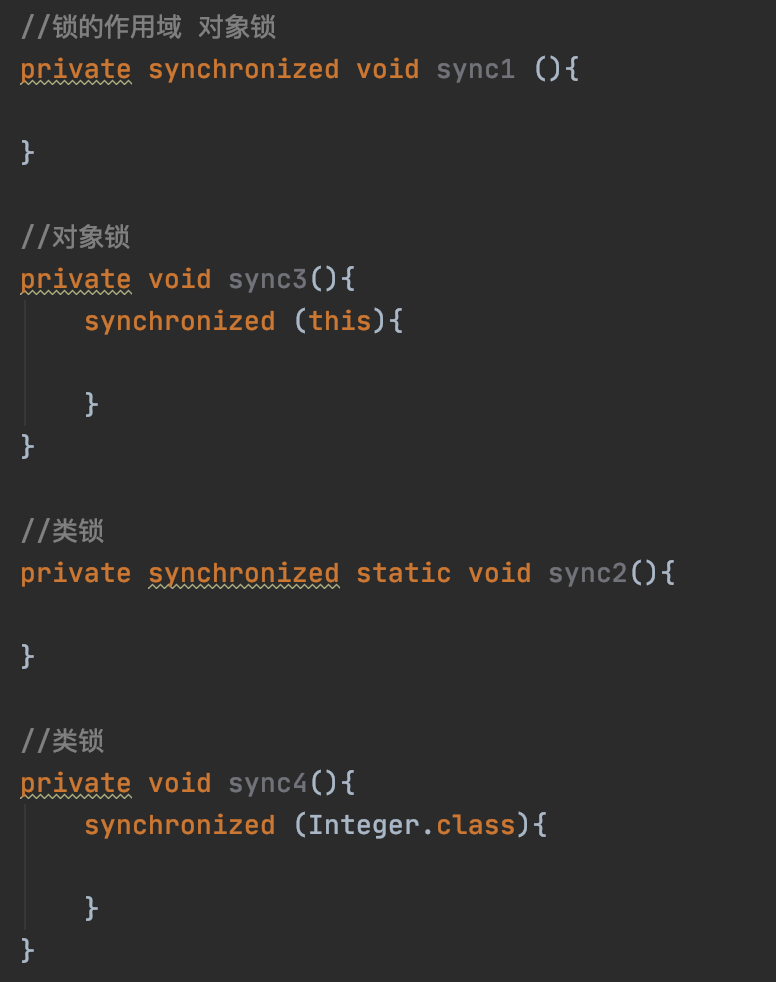 //锁的作用域 对象锁
private synchronized void sync1 (){
}
//对象锁
private void sync3(){
synchronized (this){
}
}
//类锁
private synchronized static void sync2(){
}
//类锁
private void sync4(){
synchronized (Integer.class){
}
}